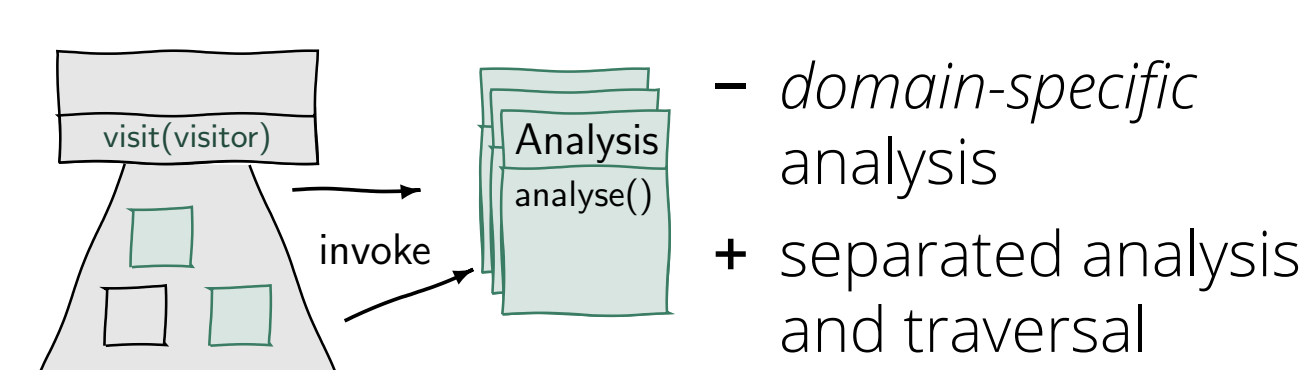 visit(visitor)
invoke
Analysis
analyse()
– domain-specific
analysis
+ separated analysis
and traversal